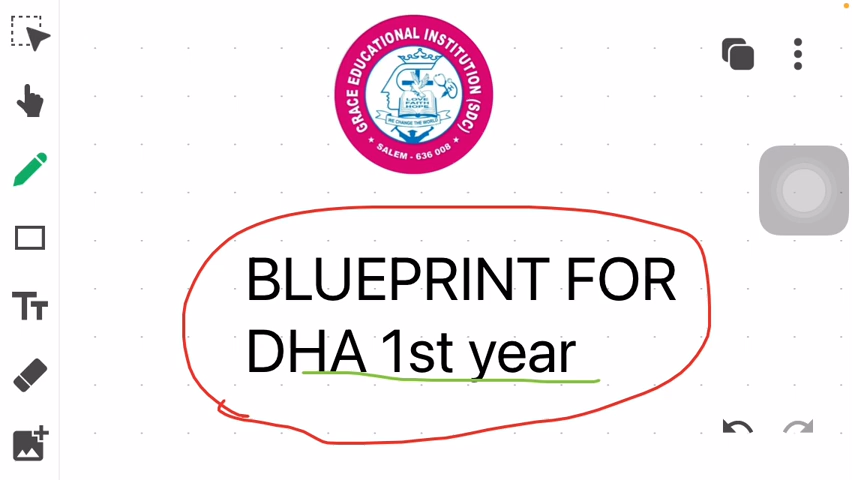 GRACE EDUCATIONAL INSTITUTION (SDC)
LOVE
FAITH
HOPE
WE CHANGE THE WORLD
★ SALEM - 636 008 ★
BLUEPRINT FOR
DHA 1st year
TT